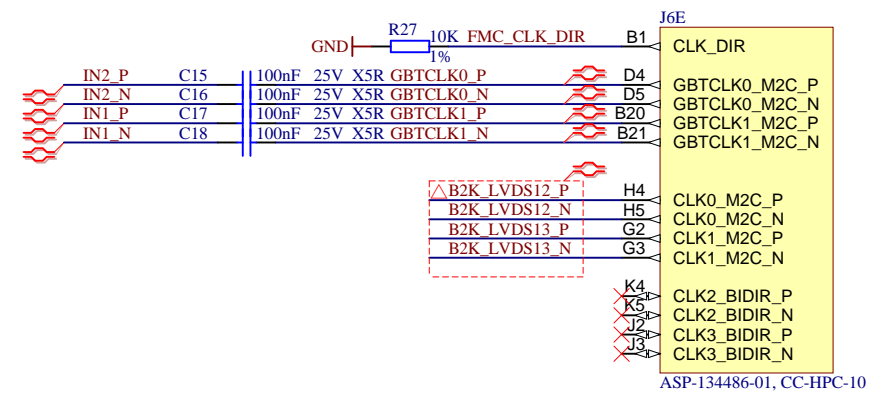 J6E
R27 10K FMC_CLK_DIR B1 CLK_DIR
GND
1%
IN2_P C15 100nF 25V X5R GBTCLK0_P D4 GBTCLK0_M2C_P
IN2_N C16 100nF 25V X5R GBTCLK0_N D5 GBTCLK0_M2C_N
IN1_P C17 100nF 25V X5R GBTCLK1_P B20 GBTCLK1_M2C_P
IN1_N C18 100nF 25V X5R GBTCLK1_N B21 GBTCLK1_M2C_N
B2K_LVDS12_P H4 CLK0_M2C_P
B2K_LVDS12_N H5 CLK0_M2C_N
B2K_LVDS13_P G2 CLK1_M2C_P
B2K_LVDS13_N G3 CLK1_M2C_N
K4 CLK2_BIDIR_P
K5 CLK2_BIDIR_N
J2 CLK3_BIDIR_P
J3 CLK3_BIDIR_N
ASP-134486-01, CC-HPC-10